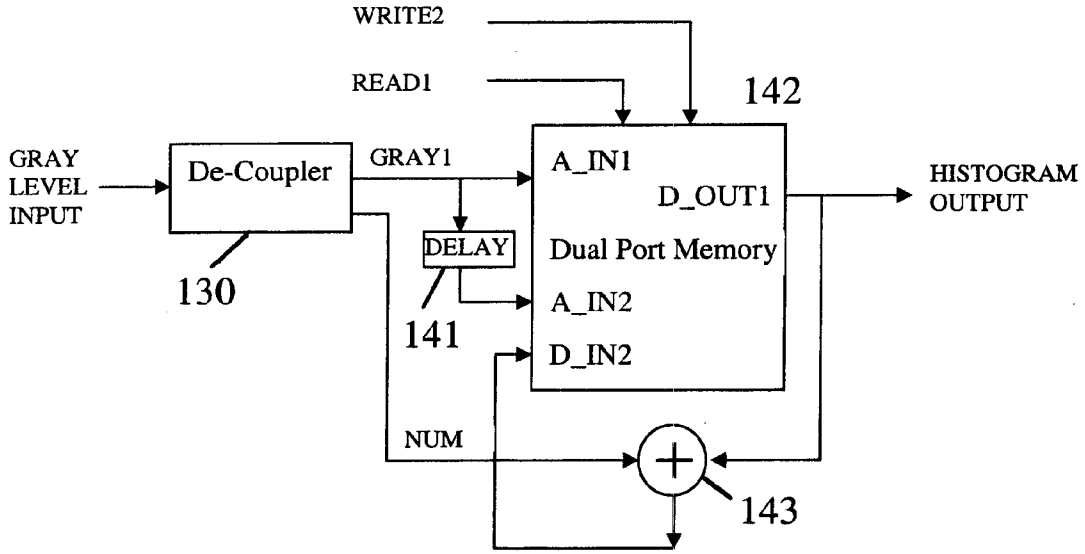 WRITE2
READ1
142
GRAY
LEVEL
INPUT
De-Coupler
GRAY1
A_IN1
D_OUT1
HISTOGRAM
OUTPUT
DELAY
Dual Port Memory
130
141
A_IN2
D_IN2
NUM
+
143